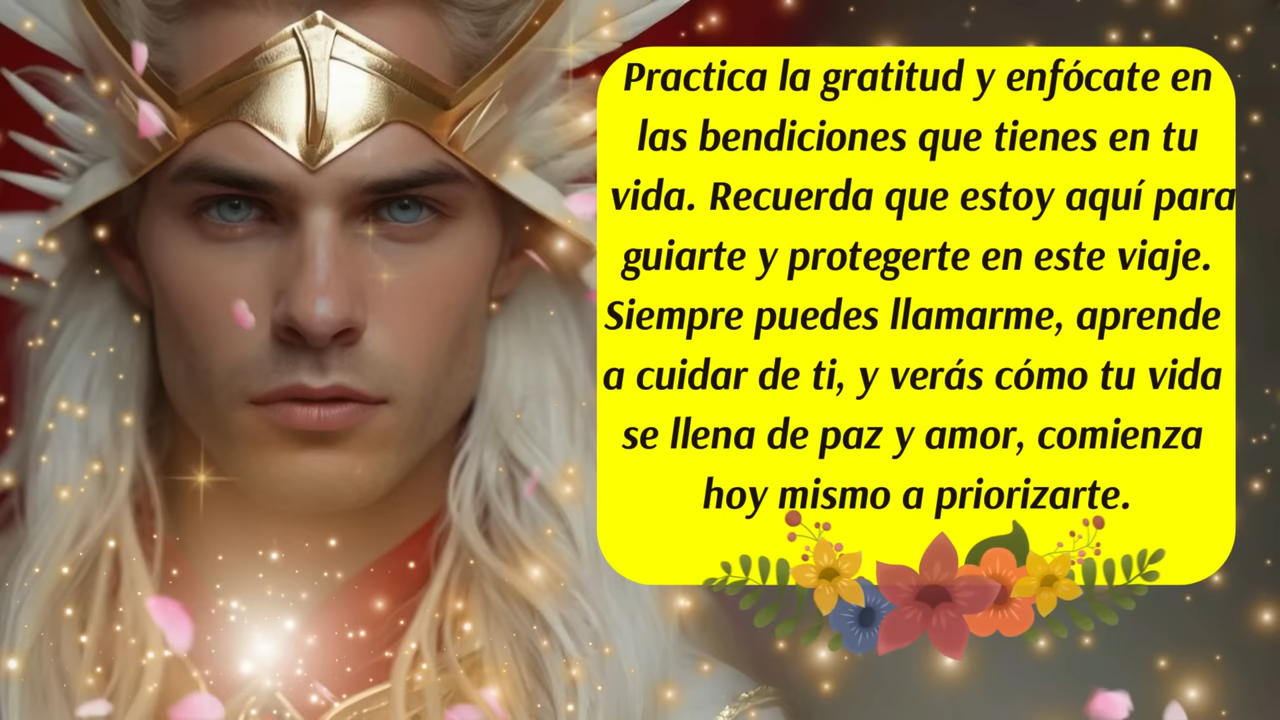 Practica la gratitud y enfócate en
las bendiciones que tienes en tu
vida. Recuerda que estoy aquí para
guiarte y protegerte en este viaje.
Siempre puedes llamarme, aprende
a cuidar de ti, y verás cómo tu vida
se llena de paz y amor, comienza
hoy mismo a priorizarte.